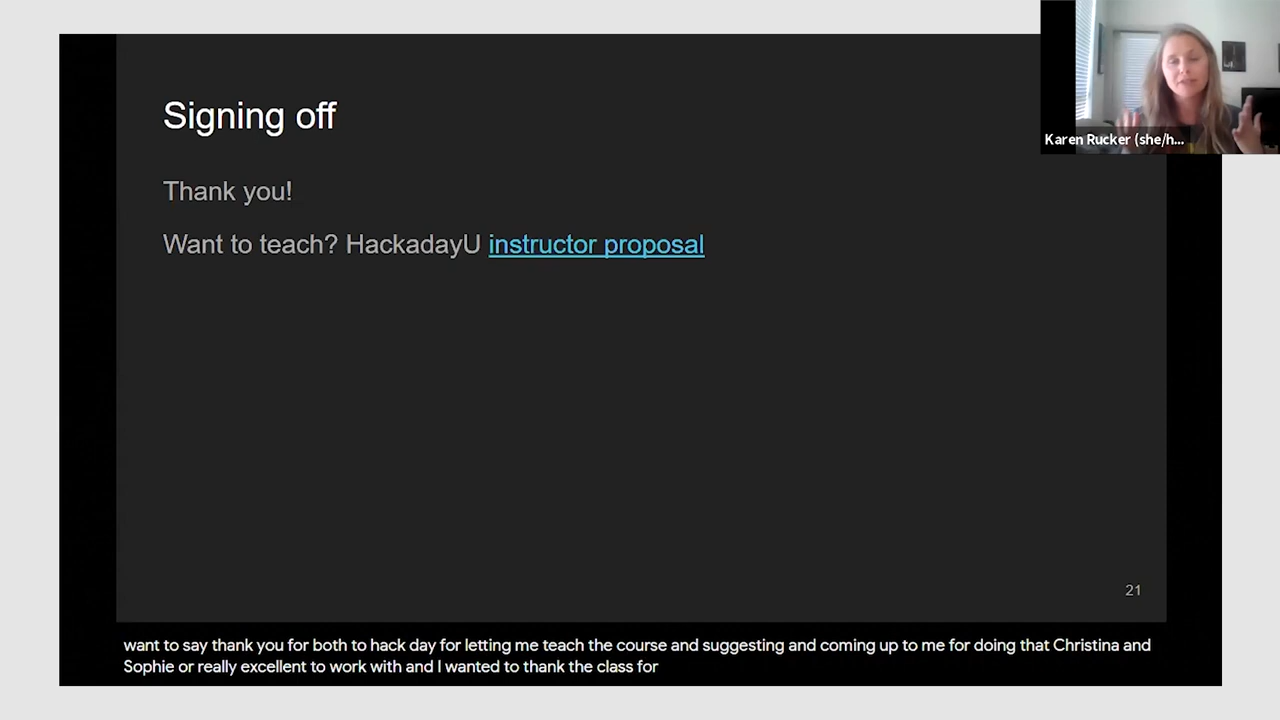 Signing off
Thank you!
Want to teach? HackadayU instructor proposal
Karen Rucker (she/h...
21
want to say thank you for both to hack day for letting me teach the course and suggesting and coming up to me for doing that Christina and
Sophie or really excellent to work with and I wanted to thank the class for